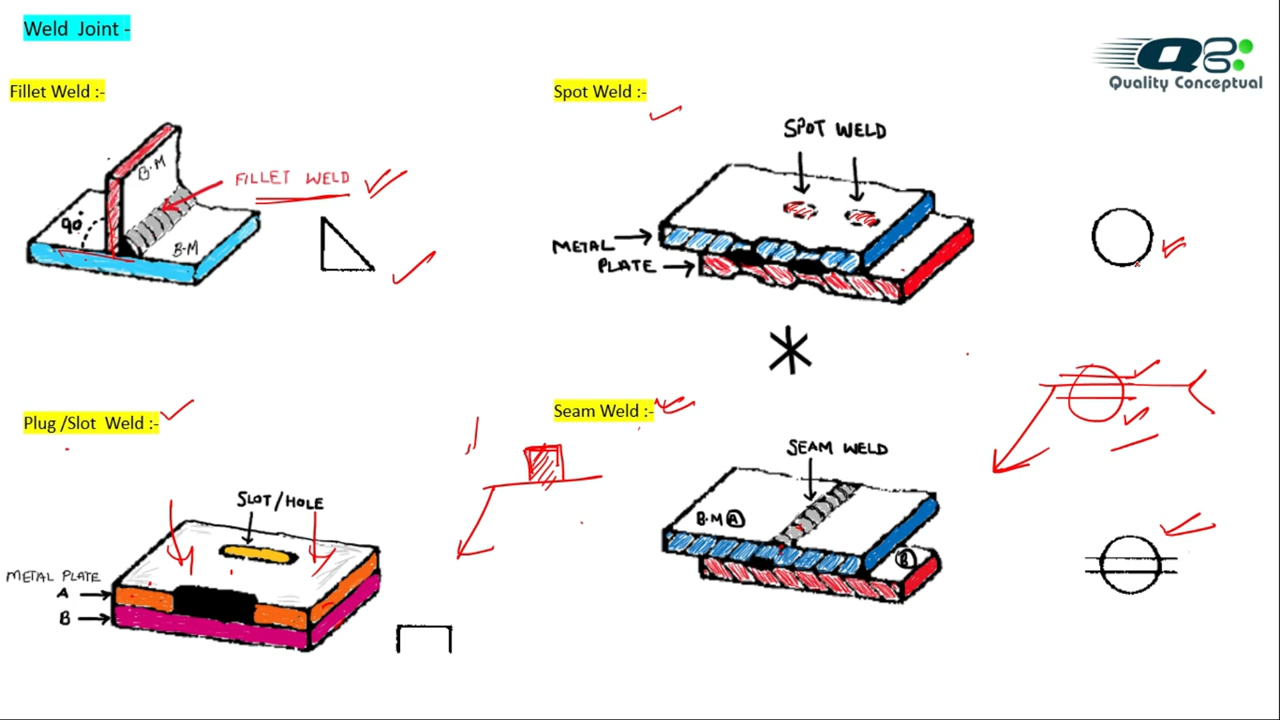 Weld Joint -
Quality Conceptual
Fillet Weld :-
B.M
FILLET WELD
90°
B.M
Spot Weld :-
SPOT WELD
METAL
PLATE
Plug /Slot Weld :-
SLOT/HOLE
METAL PLATE
A
B
Seam Weld :-
SEAM WELD
B.M A
B